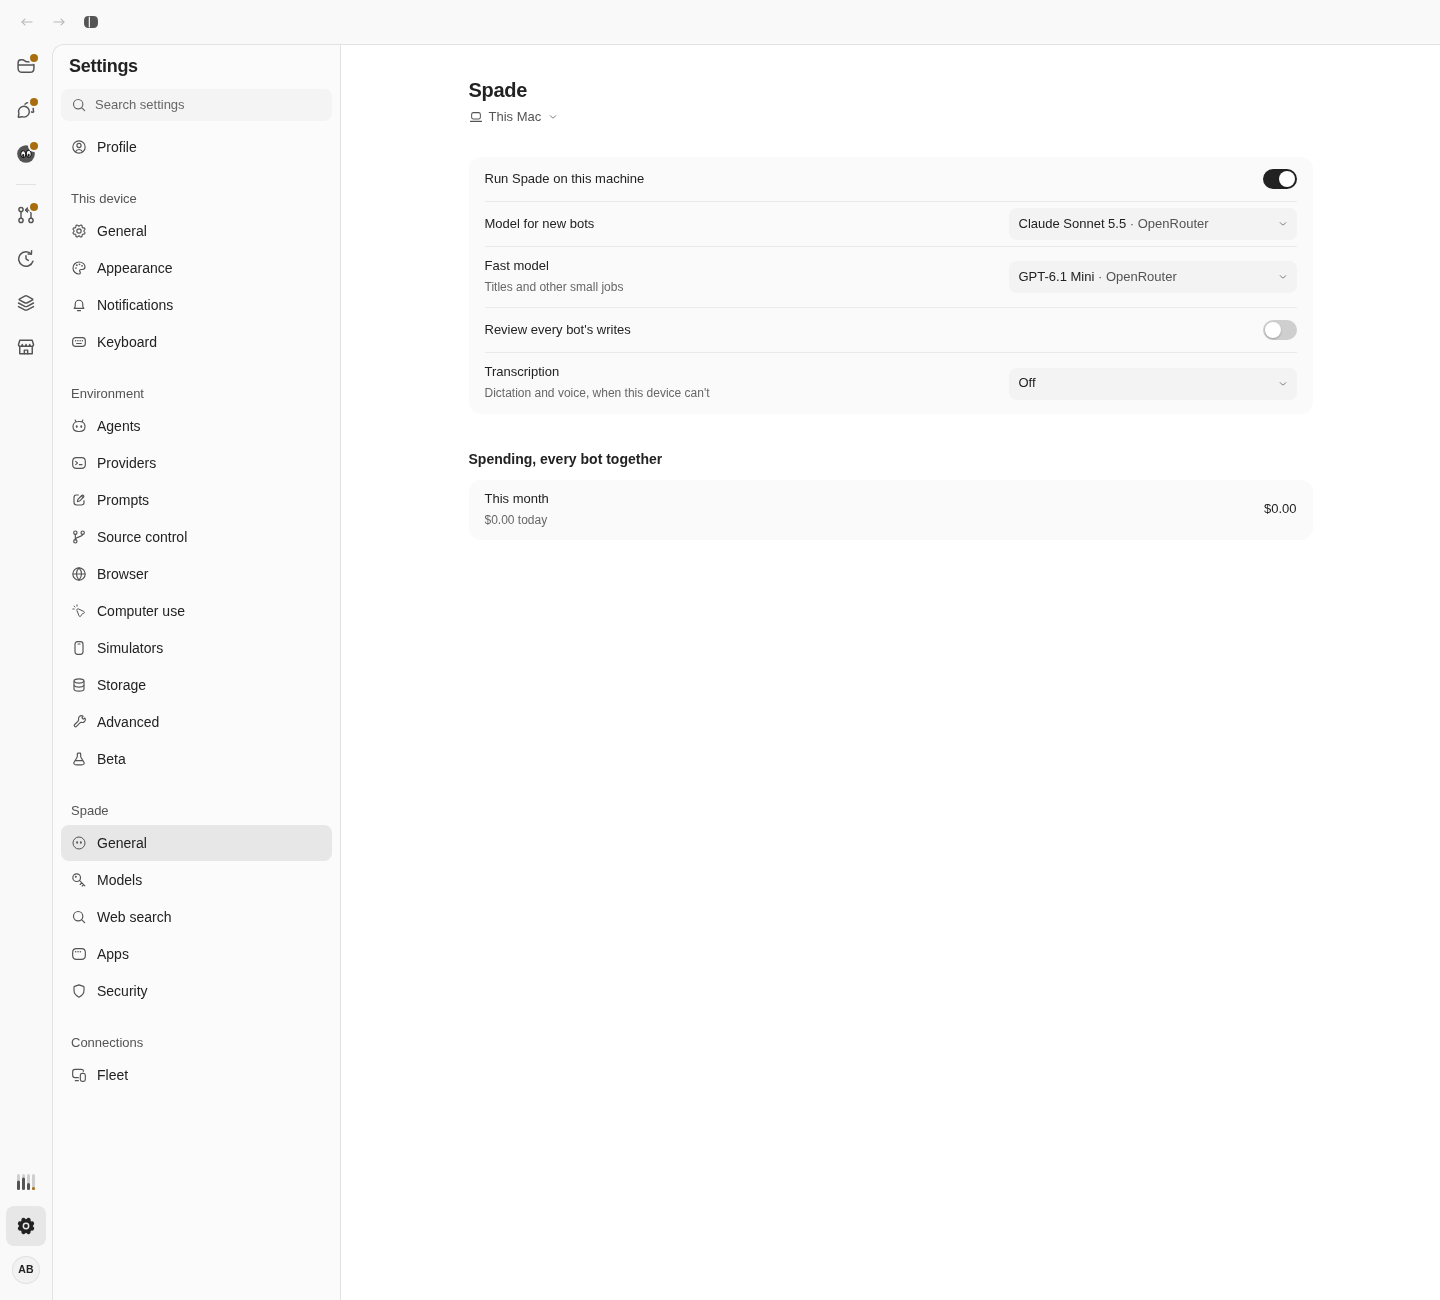 Settings
Search settings
Profile
This device
General
Appearance
Notifications
Keyboard
Environment
Agents
Providers
Prompts
Source control
Browser
Computer use
Simulators
Storage
Advanced
Beta
Spade
General
Models
Web search
Apps
Security
Connections
Fleet
AB
Spade
This Mac
Run Spade on this machine
Model for new bots
Claude Sonnet 5.5 · OpenRouter
Fast model
Titles and other small jobs
GPT-6.1 Mini · OpenRouter
Review every bot's writes
Transcription
Dictation and voice, when this device can't
Off
Spending, every bot together
This month
$0.00 today
$0.00